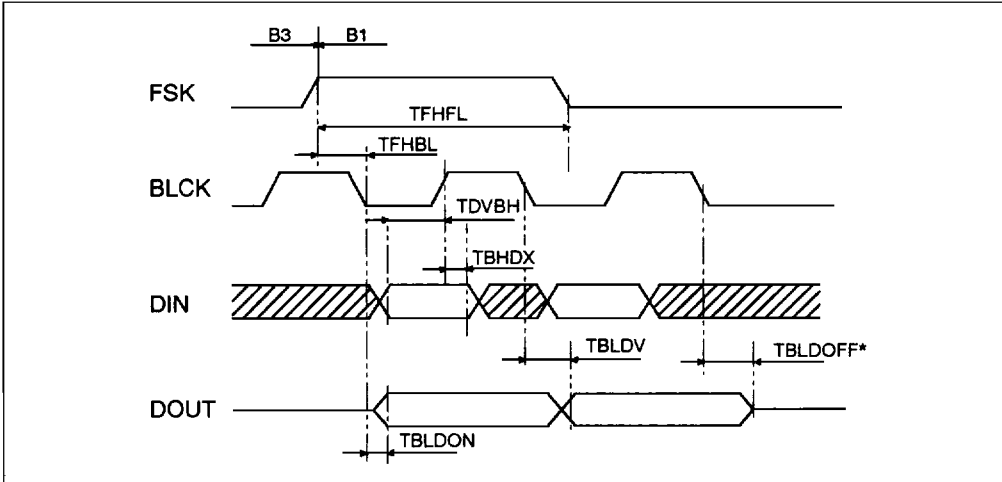 B3 B1
FSK
TFHFL
TFHBL
BLCK
TDVBH
TBHDX
DIN
TBLDV
TBLDOFF*
DOUT
TBLDON